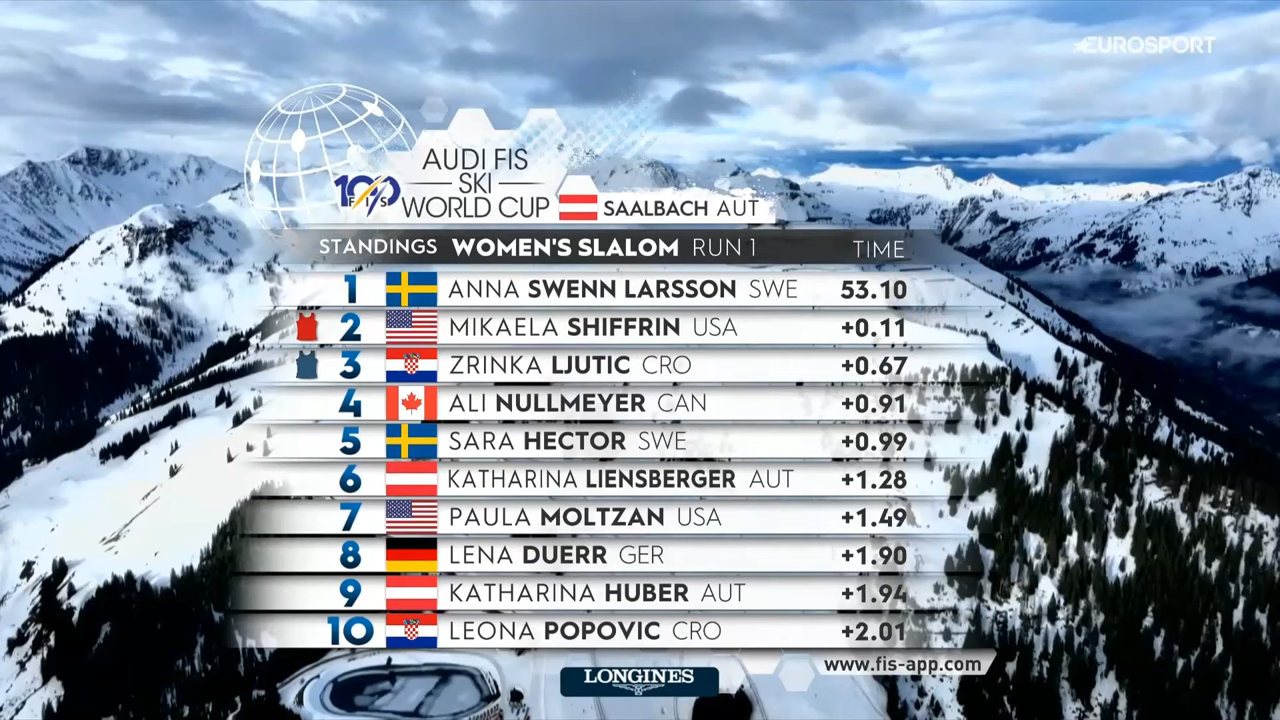 EUROSPORT
AUDI FIS
SKI
WORLD CUP
100
FIS
SAALBACH AUT
STANDINGS WOMEN'S SLALOM RUN 1 TIME
1 ANNA SWENN LARSSON SWE 53.10
2 MIKAELA SHIFFRIN USA +0.11
3 ZRINKA LJUTIC CRO +0.67
4 ALI NULLMEYER CAN +0.91
5 SARA HECTOR SWE +0.99
6 KATHARINA LIENSBERGER AUT +1.28
7 PAULA MOLTZAN USA +1.49
8 LENA DUERR GER +1.90
9 KATHARINA HUBER AUT +1.94
10 LEONA POPOVIC CRO +2.01
www.fis-app.com
LONGINES